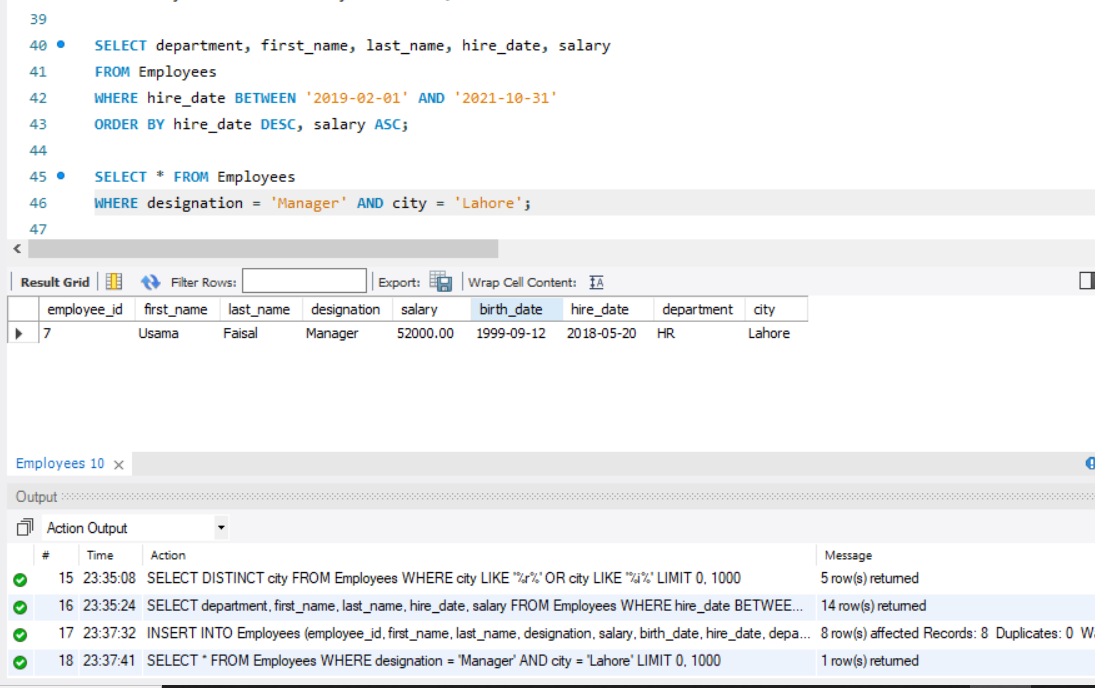 39
40 SELECT department, first_name, last_name, hire_date, salary
41 FROM Employees
42 WHERE hire_date BETWEEN '2019-02-01' AND '2021-10-31'
43 ORDER BY hire_date DESC, salary ASC;
44
45 SELECT * FROM Employees
46 WHERE designation = 'Manager' AND city = 'Lahore';
47
Result Grid Filter Rows: Export: Wrap Cell Content:
employee_id first_name last_name designation salary birth_date hire_date department city
7 Usama Faisal Manager 52000.00 1999-09-12 2018-05-20 HR Lahore
Employees 10
Output
Action Output
# Time Action Message
15 23:35:08 SELECT DISTINCT city FROM Employees WHERE city LIKE '%r%' OR city LIKE '%i%' LIMIT 0, 1000 5 row(s) returned
16 23:35:24 SELECT department, first_name, last_name, hire_date, salary FROM Employees WHERE hire_date BETWEE... 14 row(s) returned
17 23:37:32 INSERT INTO Employees (employee_id, first_name, last_name, designation, salary, birth_date, hire_date, depa... 8 row(s) affected Records: 8 Duplicates: 0 W
18 23:37:41 SELECT * FROM Employees WHERE designation = 'Manager' AND city = 'Lahore' LIMIT 0, 1000 1 row(s) returned